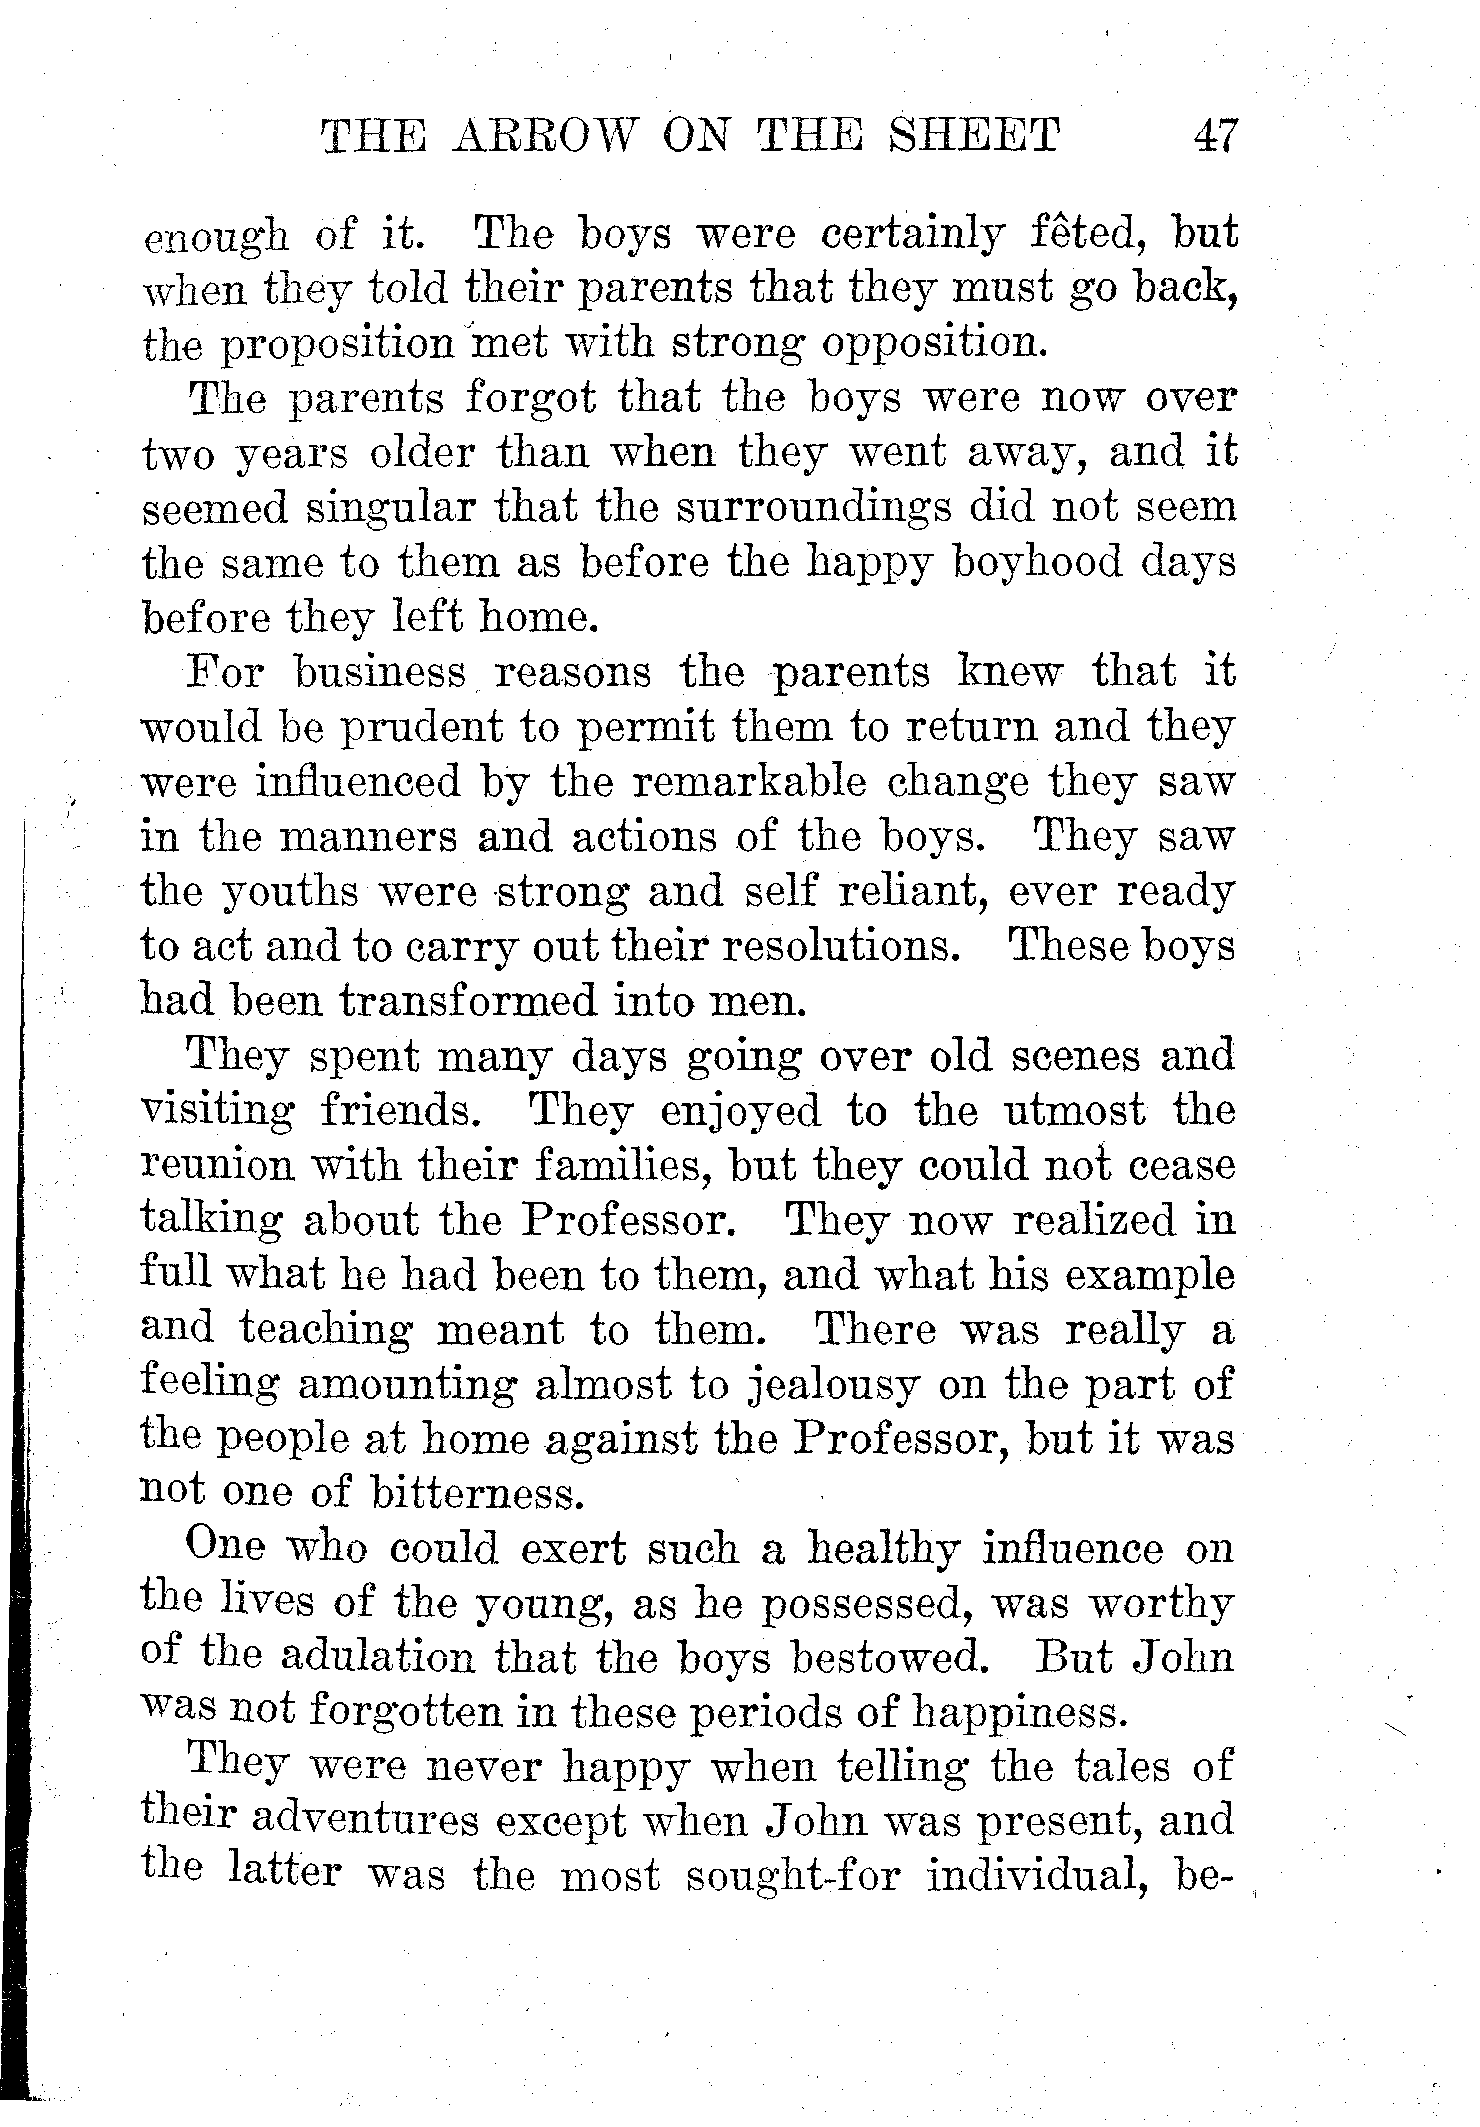 THE ARROW ON THE SHEET 47
enough of it. The boys were certainly fêted, but
when they told their parents that they must go back,
the proposition met with strong opposition.
The parents forgot that the boys were now over
two years older than when they went away, and it
seemed singular that the surroundings did not seem
the same to them as before the happy boyhood days
before they left home.
For business reasons the parents knew that it
would be prudent to permit them to return and they
were influenced by the remarkable change they saw
in the manners and actions of the boys. They saw
the youths were strong and self reliant, ever ready
to act and to carry out their resolutions. These boys
had been transformed into men.
They spent many days going over old scenes and
visiting friends. They enjoyed to the utmost the
reunion with their families, but they could not cease
talking about the Professor. They now realized in
full what he had been to them, and what his example
and teaching meant to them. There was really a
feeling amounting almost to jealousy on the part of
the people at home against the Professor, but it was
not one of bitterness.
One who could exert such a healthy influence on
the lives of the young, as he possessed, was worthy
of the adulation that the boys bestowed. But John
was not forgotten in these periods of happiness.
They were never happy when telling the tales of
their adventures except when John was present, and
the latter was the most sought-for individual, be-